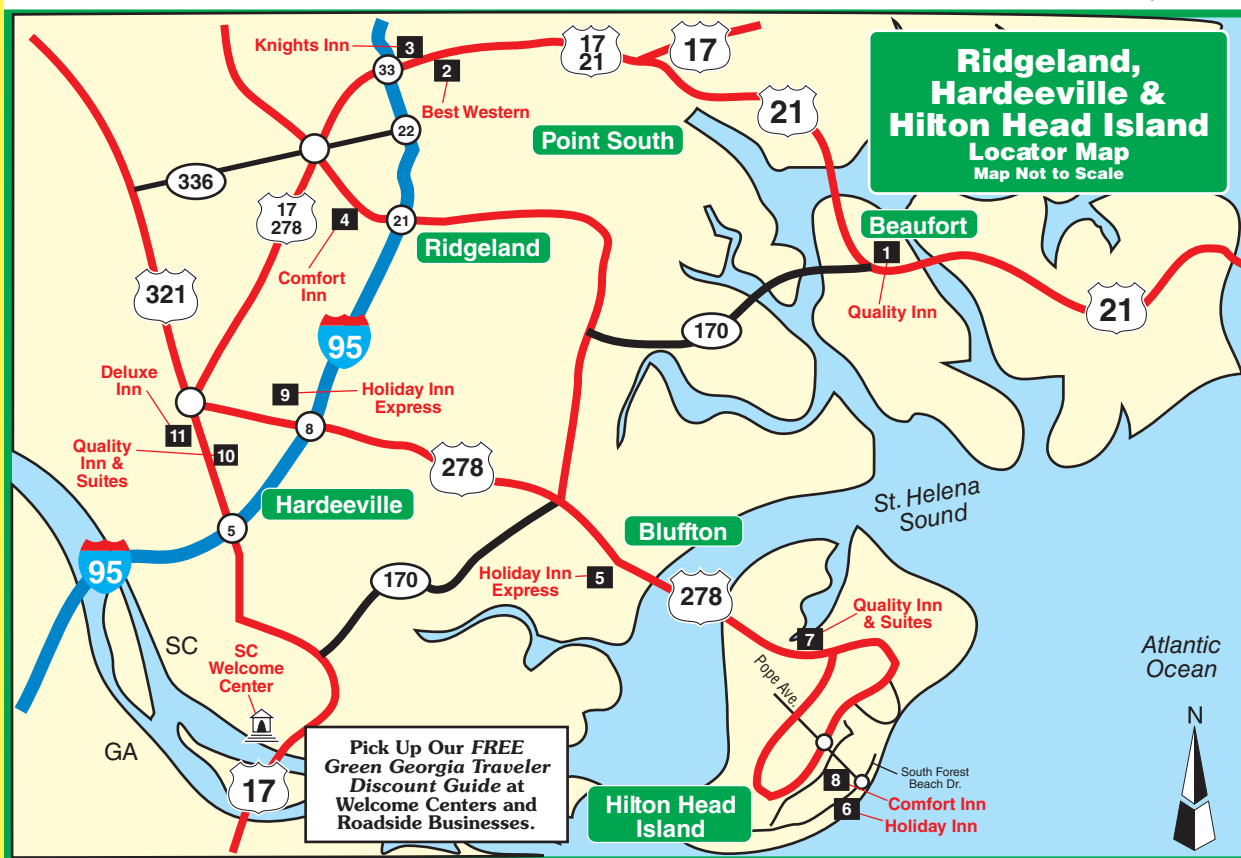 Ridgeland,
Hardeeville &
Hilton Head Island
Locator Map
Map Not to Scale
Knights Inn
3
33
2
Best Western
17
21
17
21
22
Point South
336
17
278
4
Comfort
Inn
21
Ridgeland
Beaufort
1
Quality Inn
21
321
95
170
Deluxe
Inn
11
9
Holiday Inn
Express
8
Quality
Inn &
Suites
10
278
Hardeeville
5
St. Helena
Sound
Bluffton
95
170
Holiday Inn
Express
5
278
Quality Inn
& Suites
7
SC
SC
Welcome
Center
GA
17
Pope Ave.
Atlantic
Ocean
N
Pick Up Our FREE
Green Georgia Traveler
Discount Guide at
Welcome Centers and
Roadside Businesses.
Hilton Head
Island
South Forest
Beach Dr.
8
Comfort Inn
6
Holiday Inn